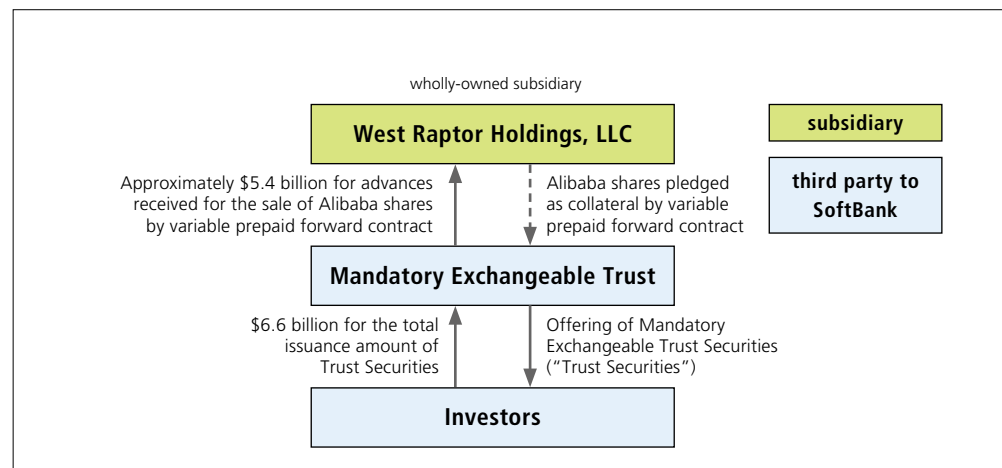 wholly-owned subsidiary
West Raptor Holdings, LLC
subsidiary
third party to
SoftBank
Approximately $5.4 billion for advances
received for the sale of Alibaba shares
by variable prepaid forward contract
Alibaba shares pledged
as collateral by variable
prepaid forward contract
Mandatory Exchangeable Trust
$6.6 billion for the total
issuance amount of
Trust Securities
Offering of Mandatory
Exchangeable Trust Securities
(“Trust Securities”)
Investors